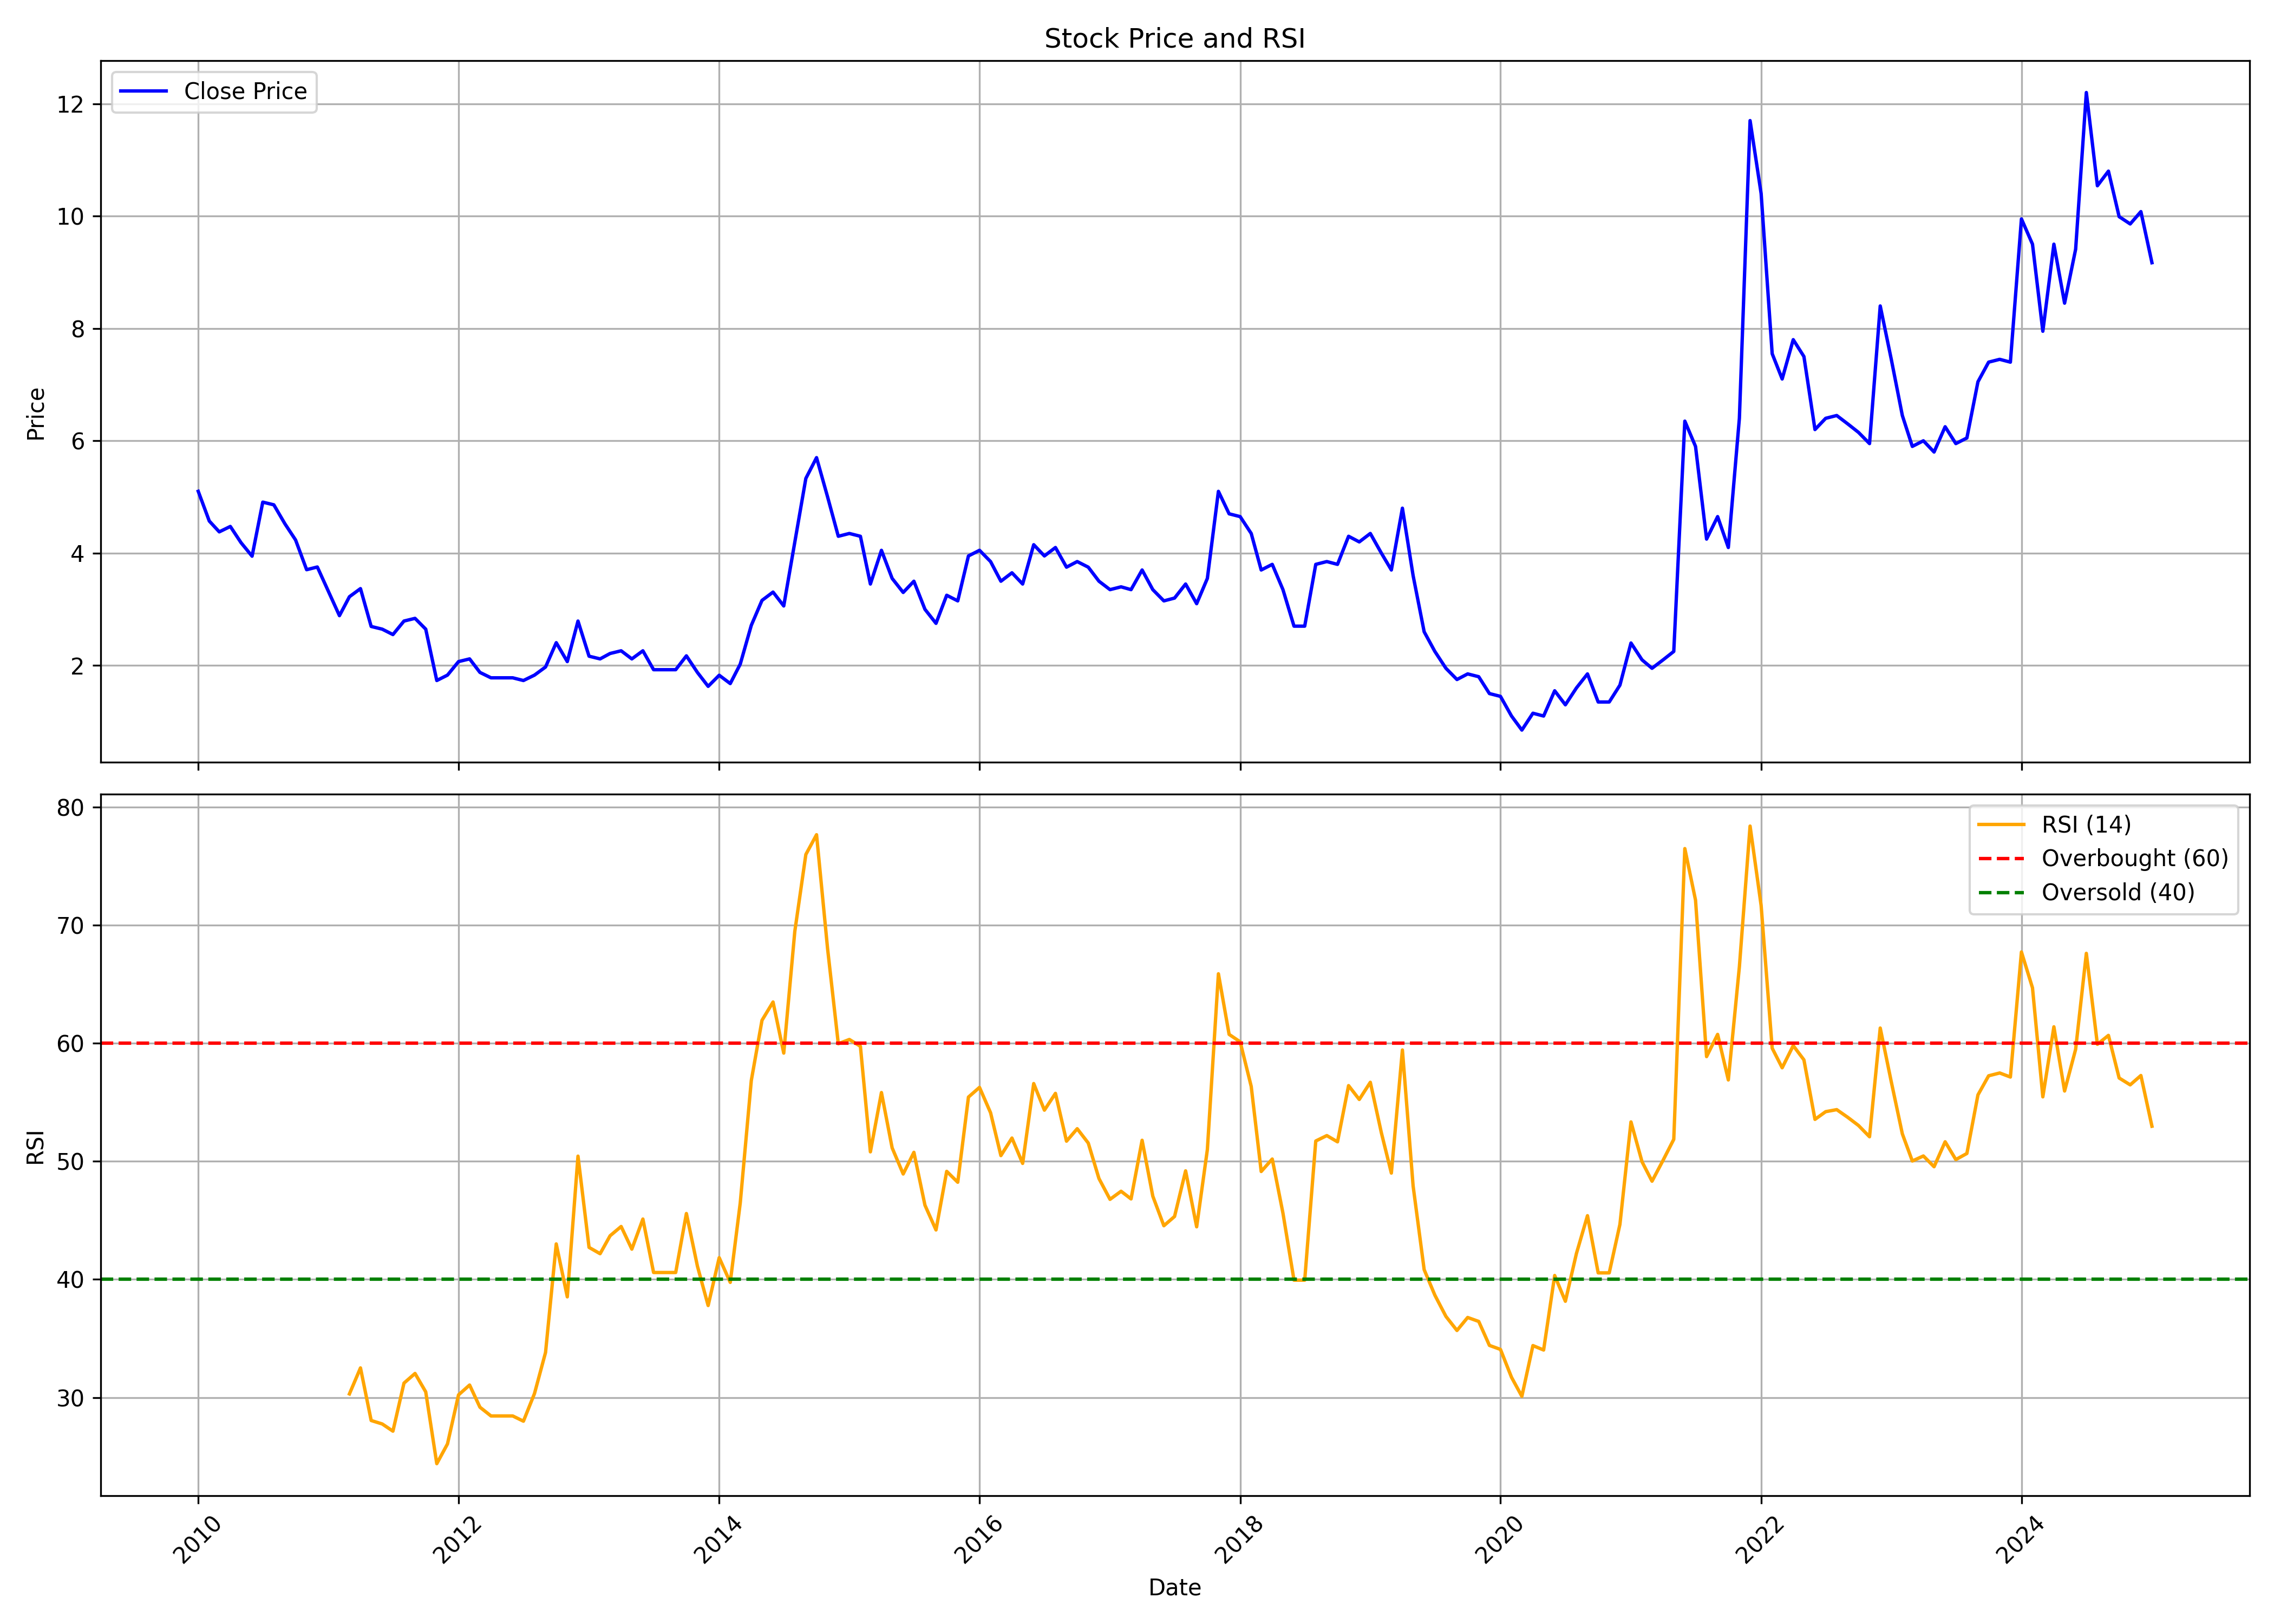 Stock Price and RSI
Close Price
12
10
8
6
4
2
Price
80
70
60
50
40
30
RSI
RSI (14)
Overbought (60)
Oversold (40)
2010
2012
2014
2016
2018
2020
2022
2024
Date